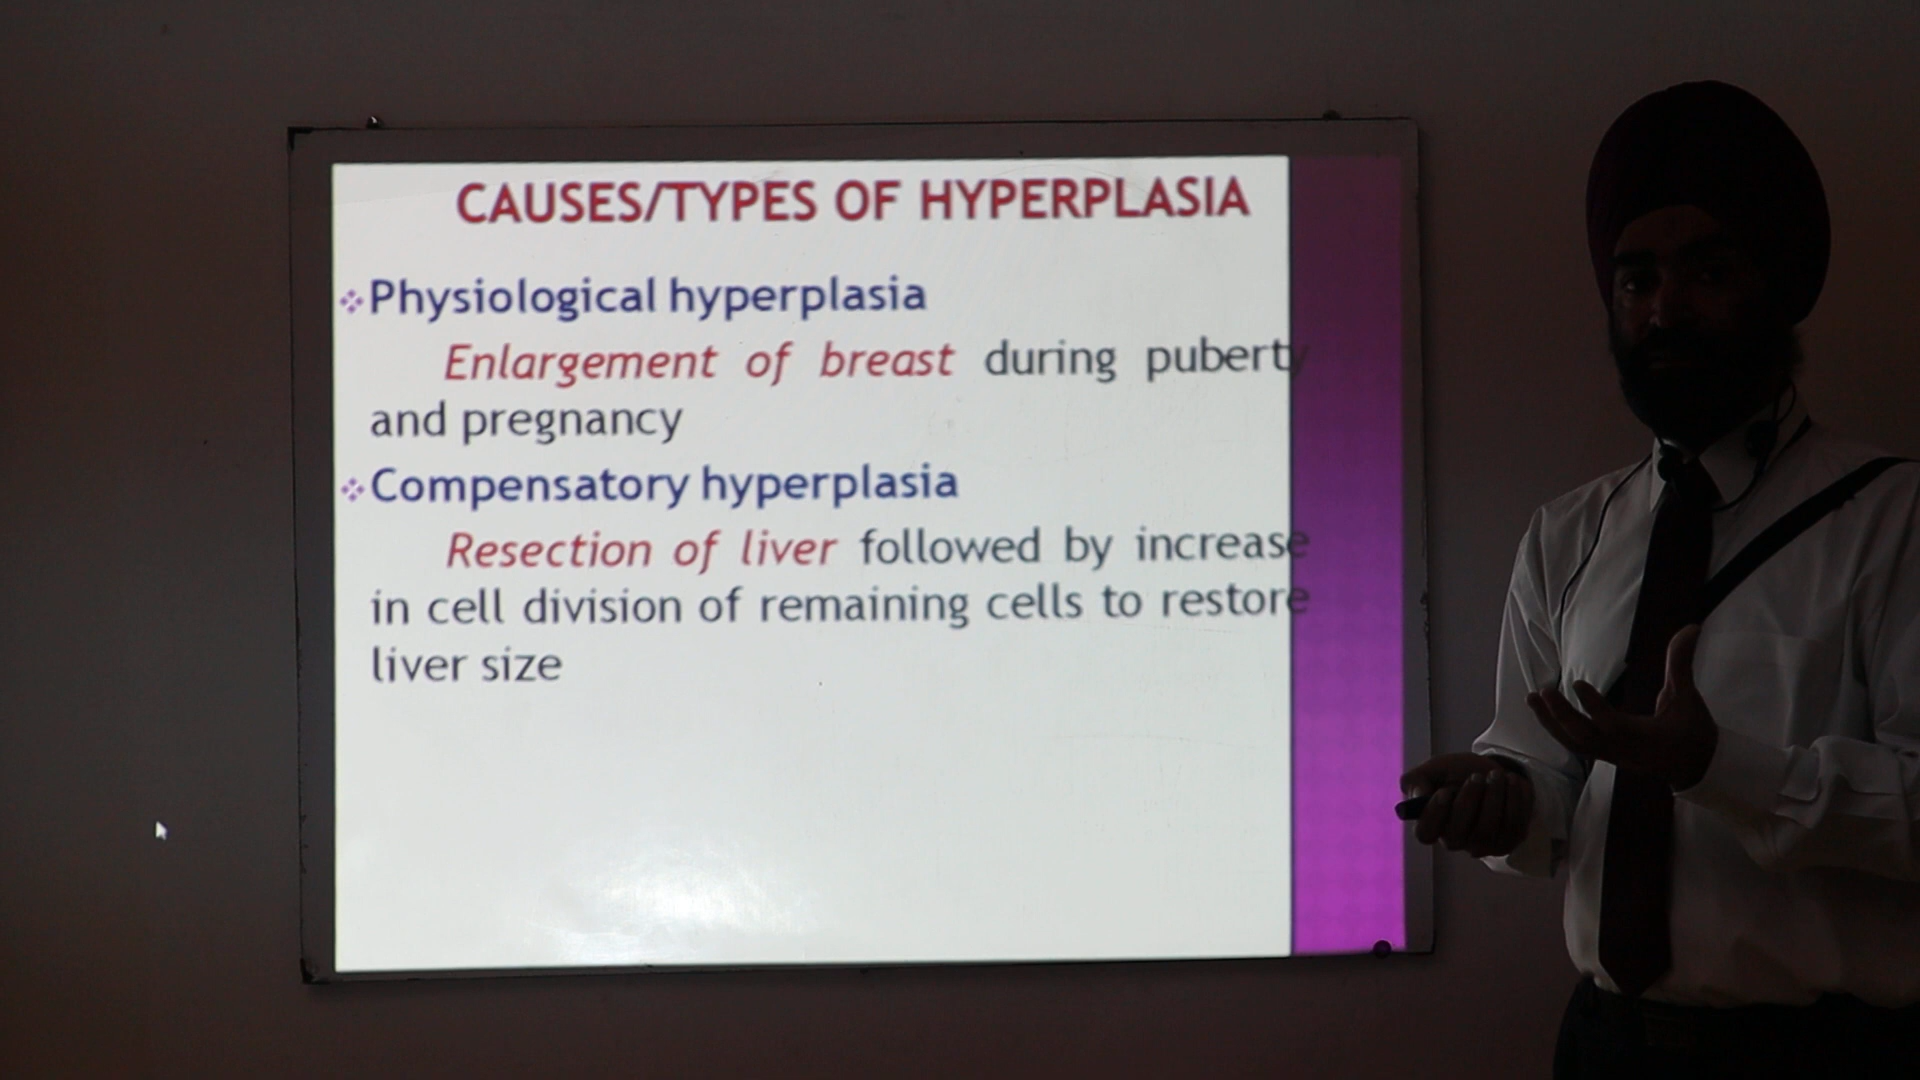 CAUSES/TYPES OF HYPERPLASIA
Physiological hyperplasia
Enlargement of breast during puberty
and pregnancy
Compensatory hyperplasia
Resection of liver followed by increase
in cell division of remaining cells to restore
liver size